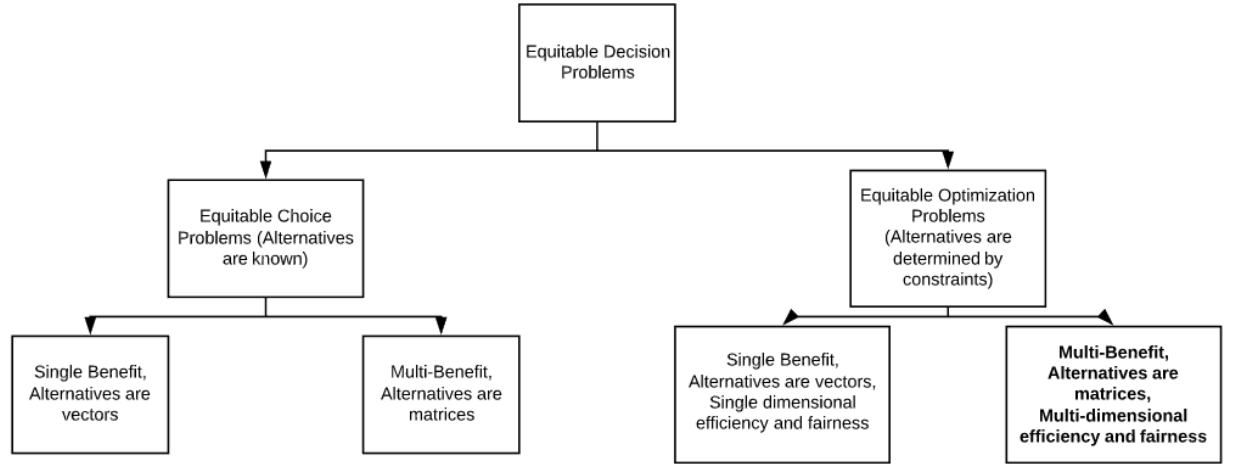 Equitable Decision
Problems
Equitable Choice
Problems (Alternatives
are known)
Equitable Optimization
Problems
(Alternatives are
determined by
constraints)
Single Benefit,
Alternatives are
vectors
Multi-Benefit,
Alternatives are
matrices
Single Benefit,
Alternatives are vectors,
Single dimensional
efficiency and fairness
Multi-Benefit,
Alternatives are
matrices,
Multi-dimensional
efficiency and fairness